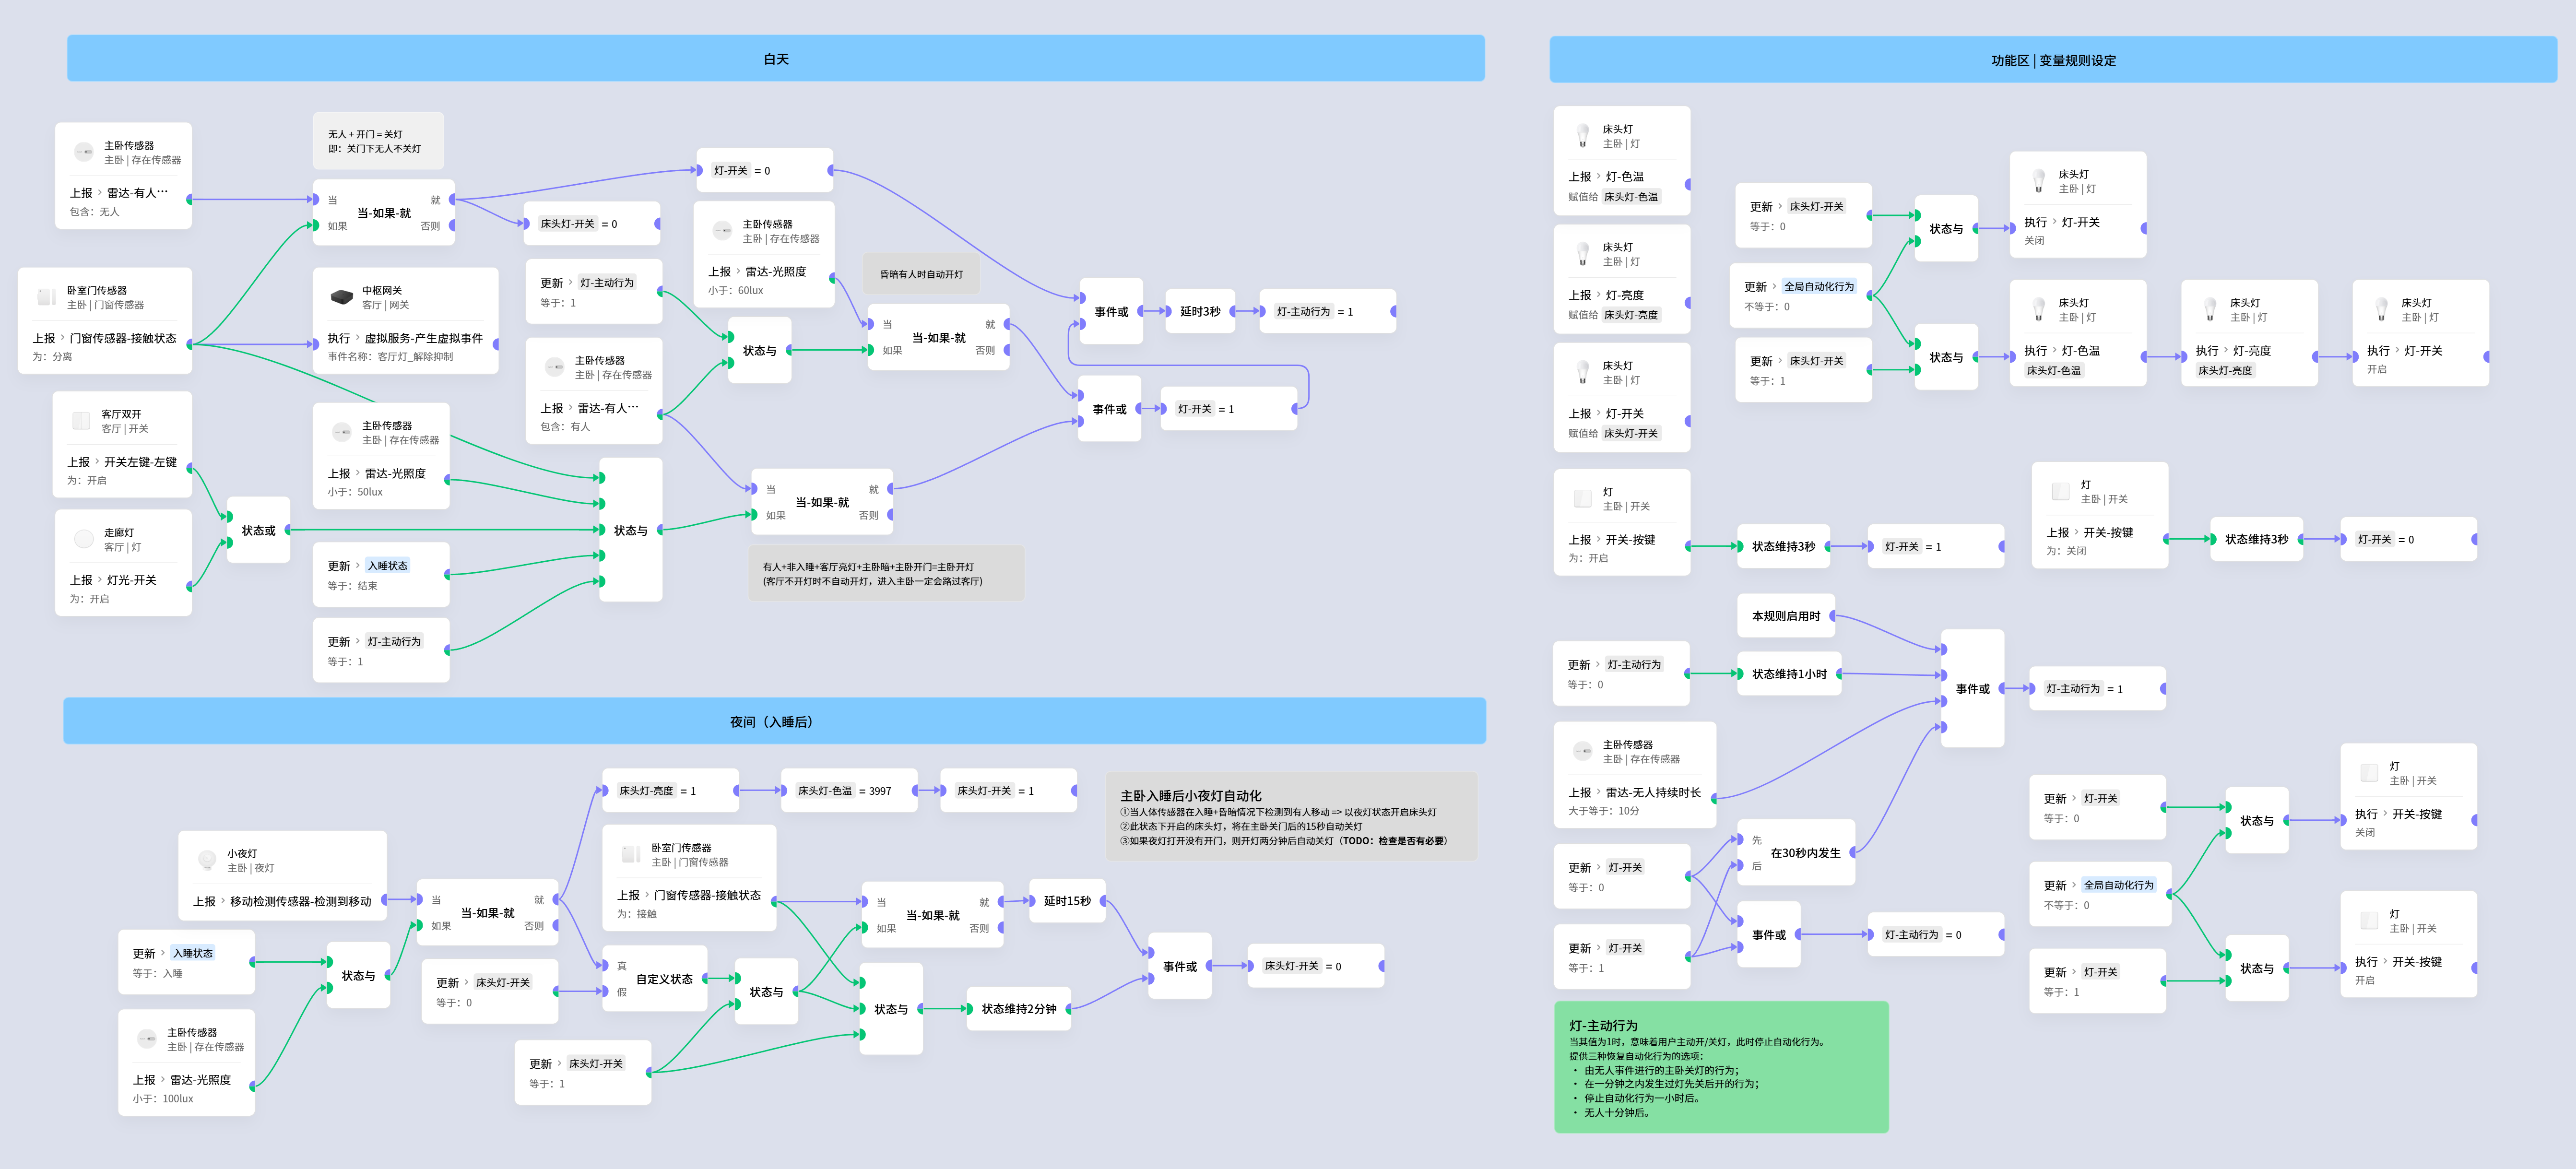 白天
主卧传感器
主卧 | 存在传感器
上报 › 雷达-有人…
包含：无人
无人 + 开门 = 关灯
即：关门下无人不关灯
当
如果
当-如果-就
就
否则
灯-开关 = 0
床头灯-开关 = 0
主卧传感器
主卧 | 存在传感器
上报 › 雷达-光照度
小于：60lux
昏暗有人时自动开灯
卧室门传感器
主卧 | 门窗传感器
上报 › 门窗传感器-接触状态
为：分离
中枢网关
客厅 | 网关
执行 › 虚拟服务-产生虚拟事件
事件名称：客厅灯_解除抑制
更新 › 灯-主动行为
等于：1
主卧传感器
主卧 | 存在传感器
上报 › 雷达-有人…
包含：有人
状态与
当
如果
当-如果-就
就
否则
事件或
延时3秒
灯-主动行为 = 1
事件或
灯-开关 = 1
客厅双开
客厅 | 开关
上报 › 开关左键-左键
为：开启
走廊灯
客厅 | 灯
上报 › 灯光-开关
为：开启
状态或
主卧传感器
主卧 | 存在传感器
上报 › 雷达-光照度
小于：50lux
更新 › 入睡状态
等于：结束
更新 › 灯-主动行为
等于：1
状态与
当
如果
当-如果-就
就
否则
有人+非入睡+客厅亮灯+主卧暗+主卧开门=主卧开灯
(客厅不开灯时不自动开灯，进入主卧一定会路过客厅)
夜间（入睡后）
小夜灯
主卧 | 夜灯
上报 › 移动检测传感器-检测到移动
更新 › 入睡状态
等于：入睡
主卧传感器
主卧 | 存在传感器
上报 › 雷达-光照度
小于：100lux
状态与
当
如果
当-如果-就
就
否则
床头灯-亮度 = 1
床头灯-色温 = 3997
床头灯-开关 = 1
卧室门传感器
主卧 | 门窗传感器
上报 › 门窗传感器-接触状态
为：接触
更新 › 床头灯-开关
等于：0
真
假
自定义状态
更新 › 床头灯-开关
等于：1
状态与
当
如果
当-如果-就
就
否则
延时15秒
状态与
状态维持2分钟
事件或
床头灯-开关 = 0
主卧入睡后小夜灯自动化
①当人体传感器在入睡+昏暗情况下检测到有人移动 => 以夜灯状态开启床头灯
②此状态下开启的床头灯，将在主卧关门后的15秒自动关灯
③如果夜灯打开没有开门，则开灯两分钟后自动关灯（TODO：检查是否有必要）
功能区 | 变量规则设定
床头灯
主卧 | 灯
上报 › 灯-色温
赋值给 床头灯-色温
床头灯
主卧 | 灯
上报 › 灯-亮度
赋值给 床头灯-亮度
床头灯
主卧 | 灯
上报 › 灯-开关
赋值给 床头灯-开关
更新 › 床头灯-开关
等于：0
更新 › 全局自动化行为
不等于：0
更新 › 床头灯-开关
等于：1
状态与
床头灯
主卧 | 灯
执行 › 灯-开关
关闭
状态与
床头灯
主卧 | 灯
执行 › 灯-色温
床头灯-色温
床头灯
主卧 | 灯
执行 › 灯-亮度
床头灯-亮度
床头灯
主卧 | 灯
执行 › 灯-开关
开启
灯
主卧 | 开关
上报 › 开关-按键
为：开启
状态维持3秒
灯-开关 = 1
灯
主卧 | 开关
上报 › 开关-按键
为：关闭
状态维持3秒
灯-开关 = 0
本规则启用时
更新 › 灯-主动行为
等于：0
状态维持1小时
主卧传感器
主卧 | 存在传感器
上报 › 雷达-无人持续时长
大于等于：10分
更新 › 灯-开关
等于：0
更新 › 灯-开关
等于：1
先
后
在30秒内发生
事件或
灯-主动行为 = 0
事件或
灯-主动行为 = 1
更新 › 灯-开关
等于：0
更新 › 全局自动化行为
不等于：0
更新 › 灯-开关
等于：1
状态与
灯
主卧 | 开关
执行 › 开关-按键
关闭
状态与
灯
主卧 | 开关
执行 › 开关-按键
开启
灯-主动行为
当其值为1时，意味着用户主动开/关灯，此时停止自动化行为。
提供三种恢复自动化行为的选项：
• 由无人事件进行的主卧关灯的行为；
• 在一分钟之内发生过灯先关后开的行为；
• 停止自动化行为一小时后。
• 无人十分钟后。